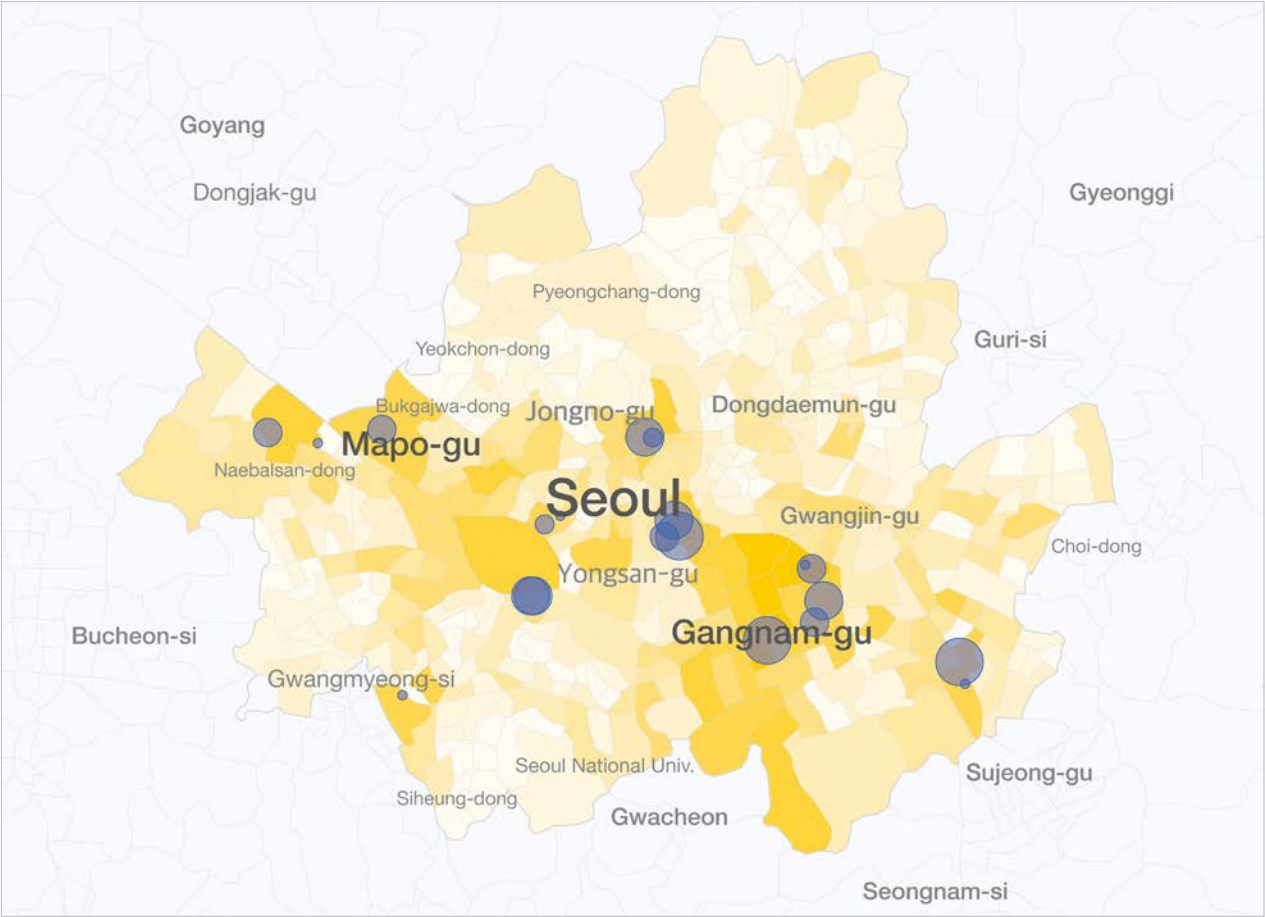 Goyang
Dongjak-gu
Gyeonggi
Pyeongchang-dong
Guri-si
Yeokchon-dong
Bukgajwa-dong
Jongno-gu
Dongdaemun-gu
Mapo-gu
Naebalsan-dong
Seoul
Gwangjin-gu
Choi-dong
Yongsan-gu
Bucheon-si
Gangnam-gu
Gwangmyeong-si
Seoul National Univ.
Sujeong-gu
Siheung-dong
Gwacheon
Seongnam-si